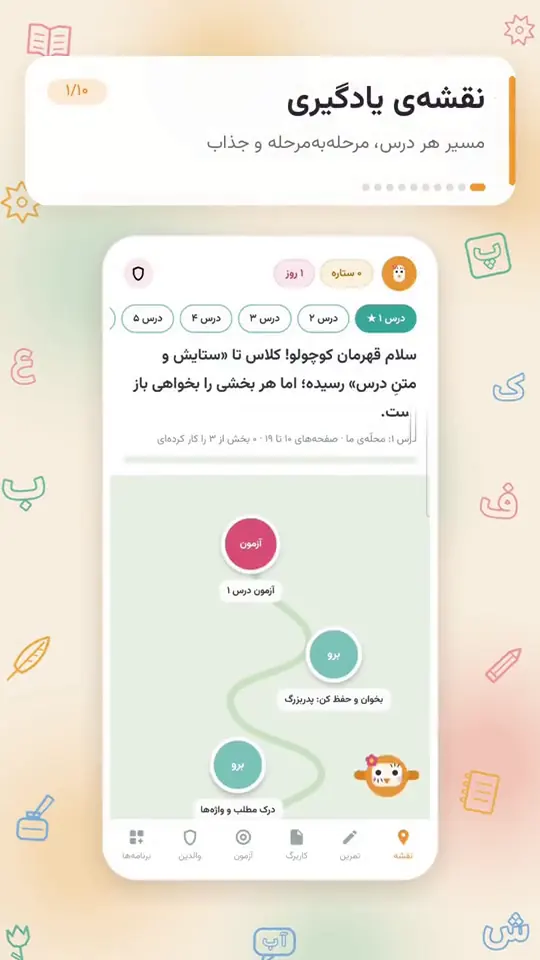 نقشه‌ی یادگیری
۱/۱۰
مسیر هر درس، مرحله‌به‌مرحله و جذاب
۰ ستاره
۱ روز
درس ۱ ★
درس ۲
درس ۳
درس ۴
درس ۵
سلام قهرمان کوچولو! کلاس تا «ستایش و
متنِ درس» رسیده؛ اما هر بخشی را بخواهی باز
ست.
رس ۱: محلّه‌ی ما · صفحه‌های ۱۰ تا ۱۹ · ۰ بخش از ۳ را کار کرده‌ای
آزمون
آزمون درس ۱
برو
بخوان و حفظ کن: پدربزرگ
برو
درک مطلب و واژه‌ها
نقشه
تمرین
کاربرگ
آزمون
والدین
برنامه‌ها
پ
ع
ک
ب
ف
آب
ش